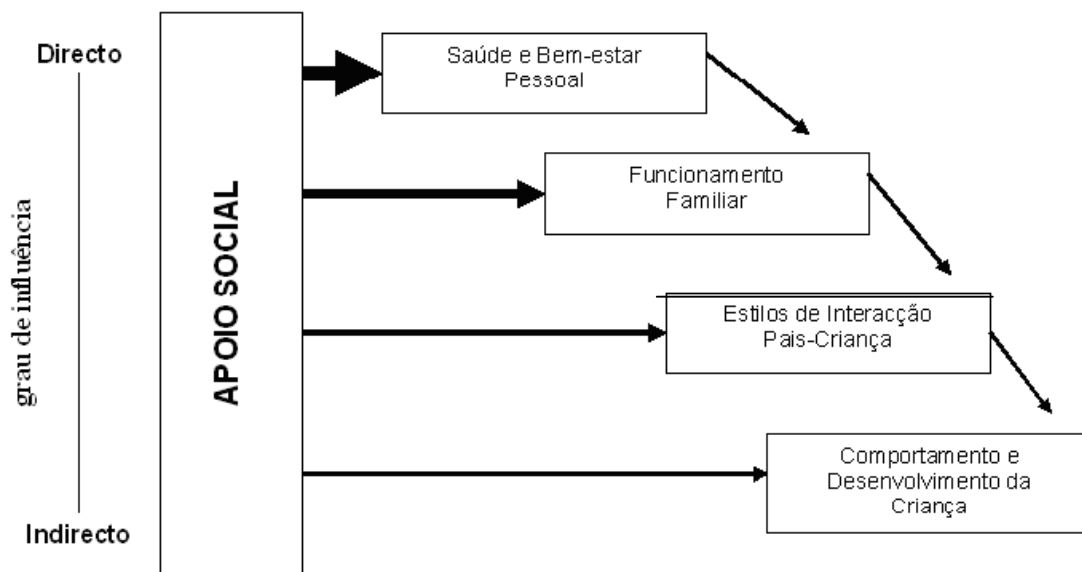 Directo
grau de influência
Indirecto
APOIO SOCIAL
Saúde e Bem-estar
Pessoal
Funcionamento
Familiar
Estilos de Interacção
Pais-Criança
Comportamento e
Desenvolvimento da
Criança